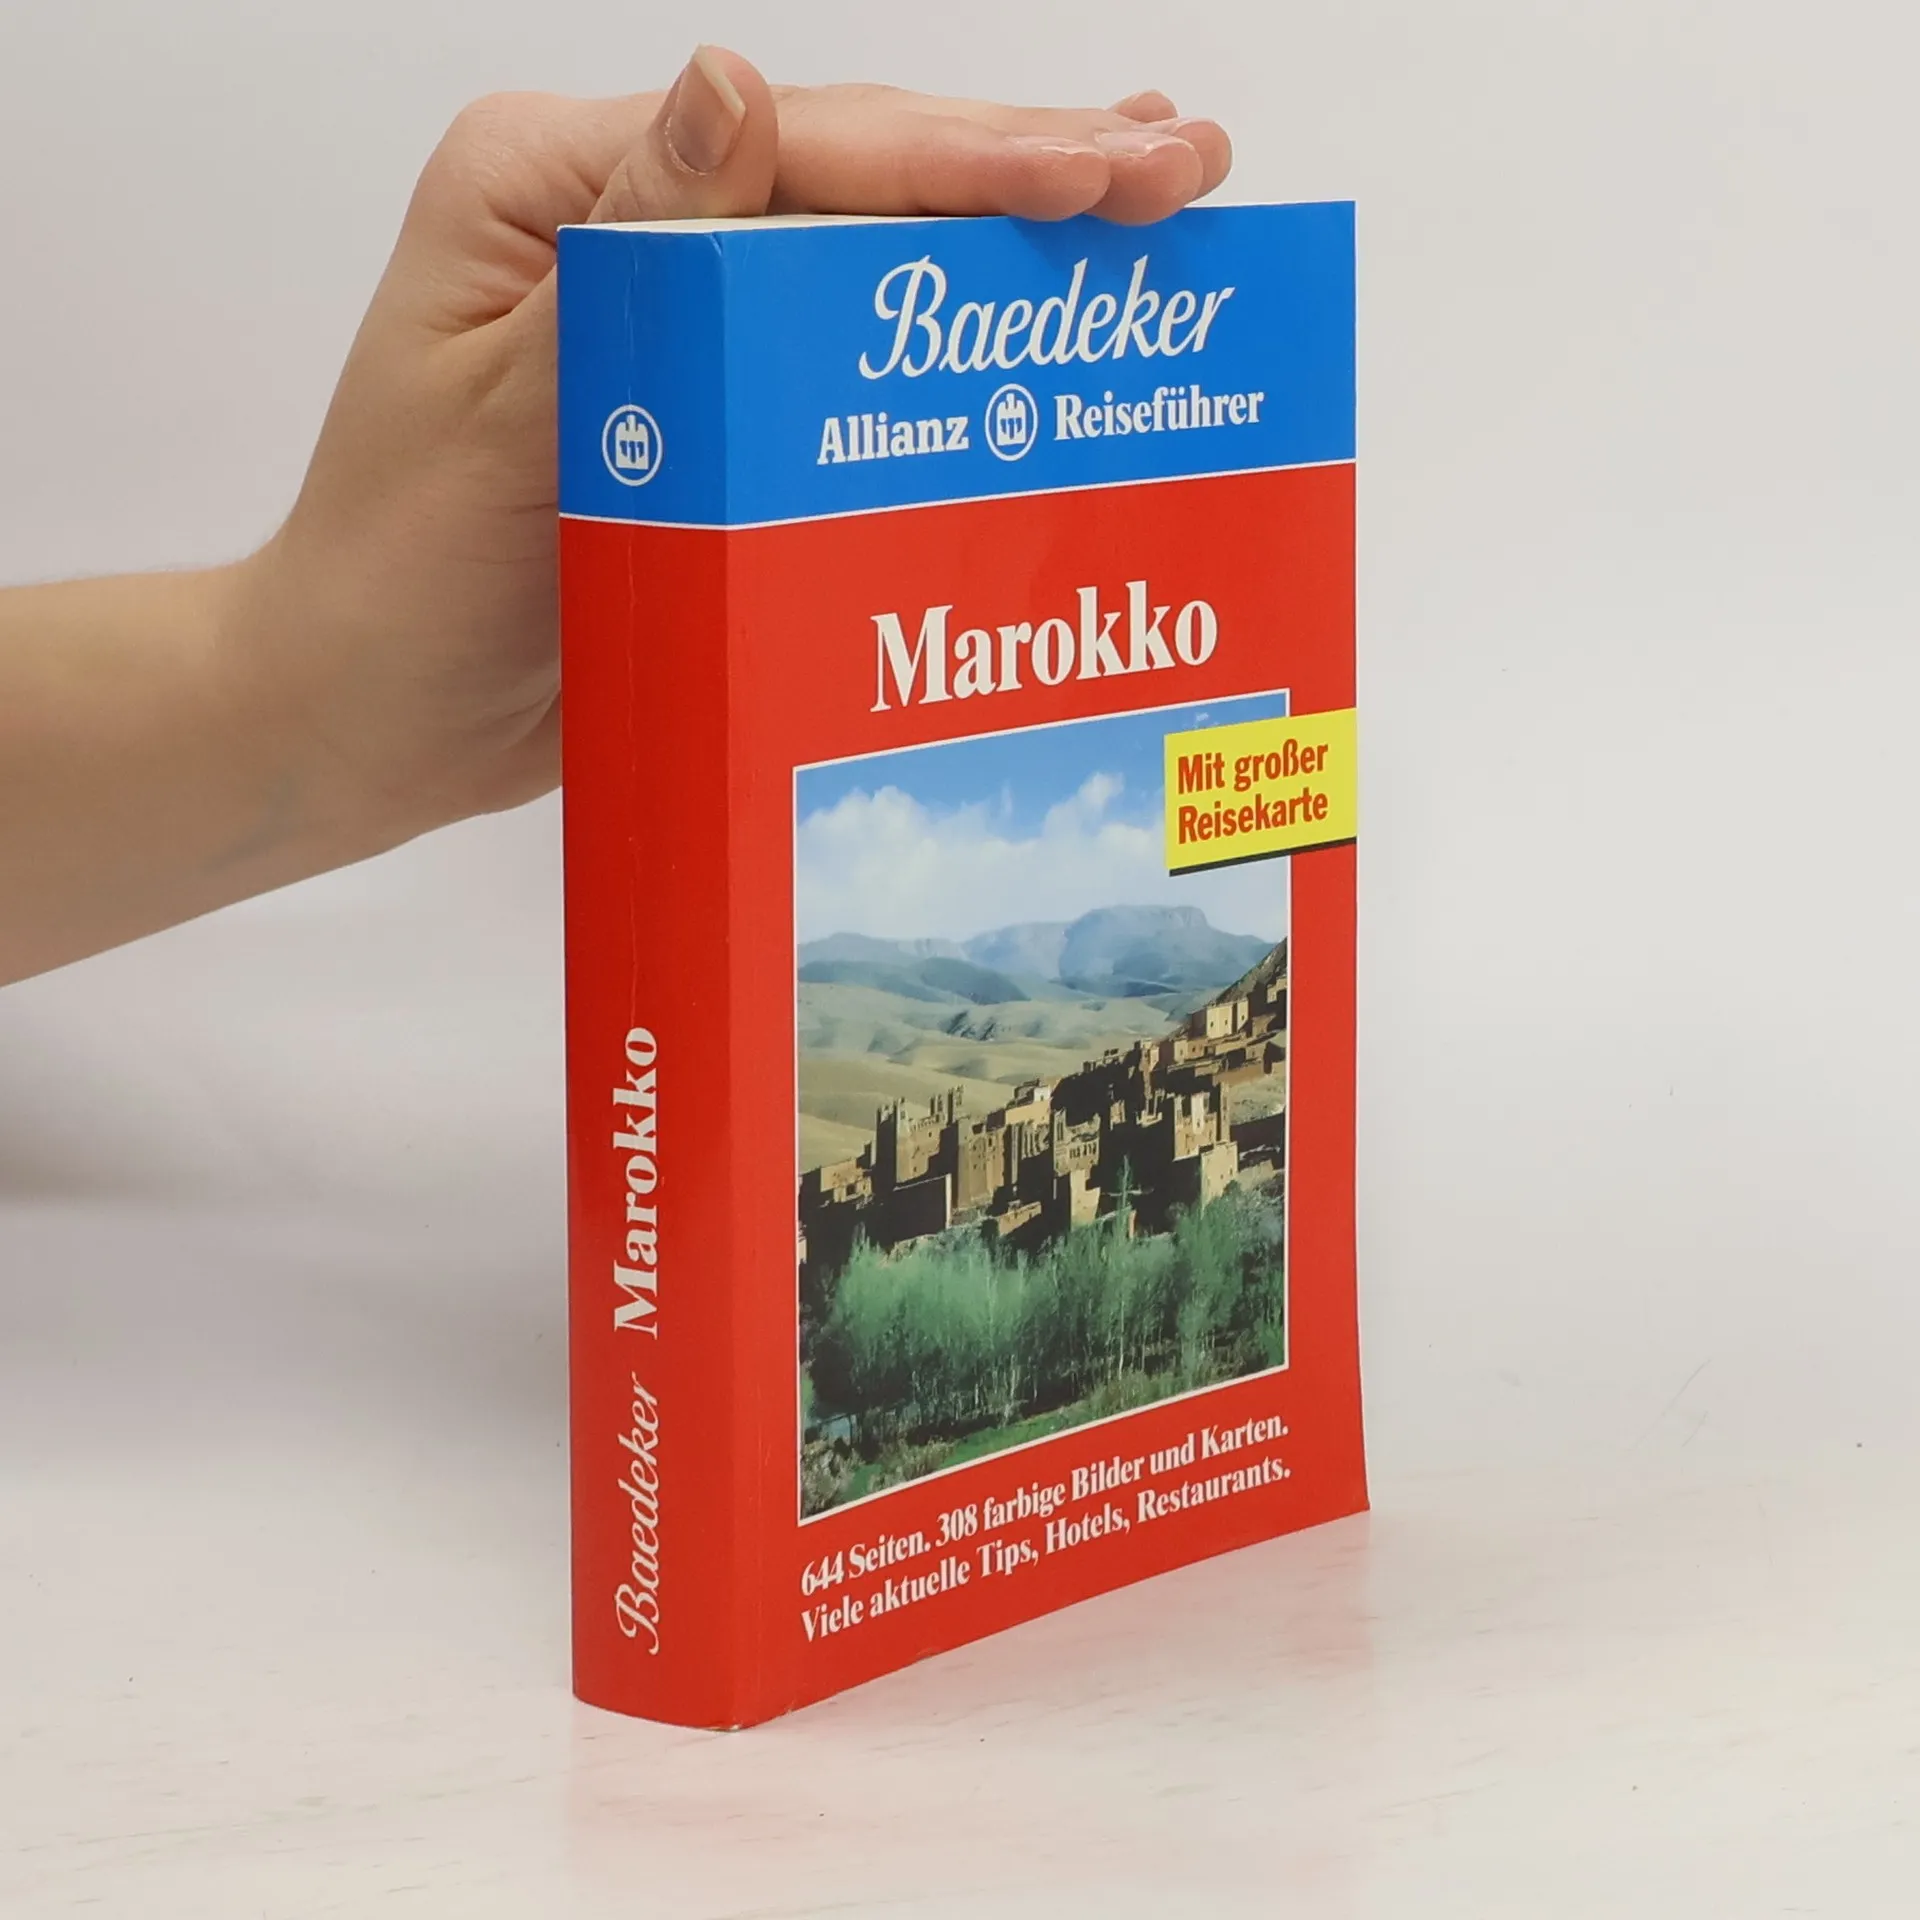 Baedeker
Allianz Reiseführer
Marokko
Mit großer
Reisekarte
644 Seiten. 308 farbige Bilder und Karten.
Viele aktuelle Tips, Hotels, Restaurants.
Baedeker Marokko